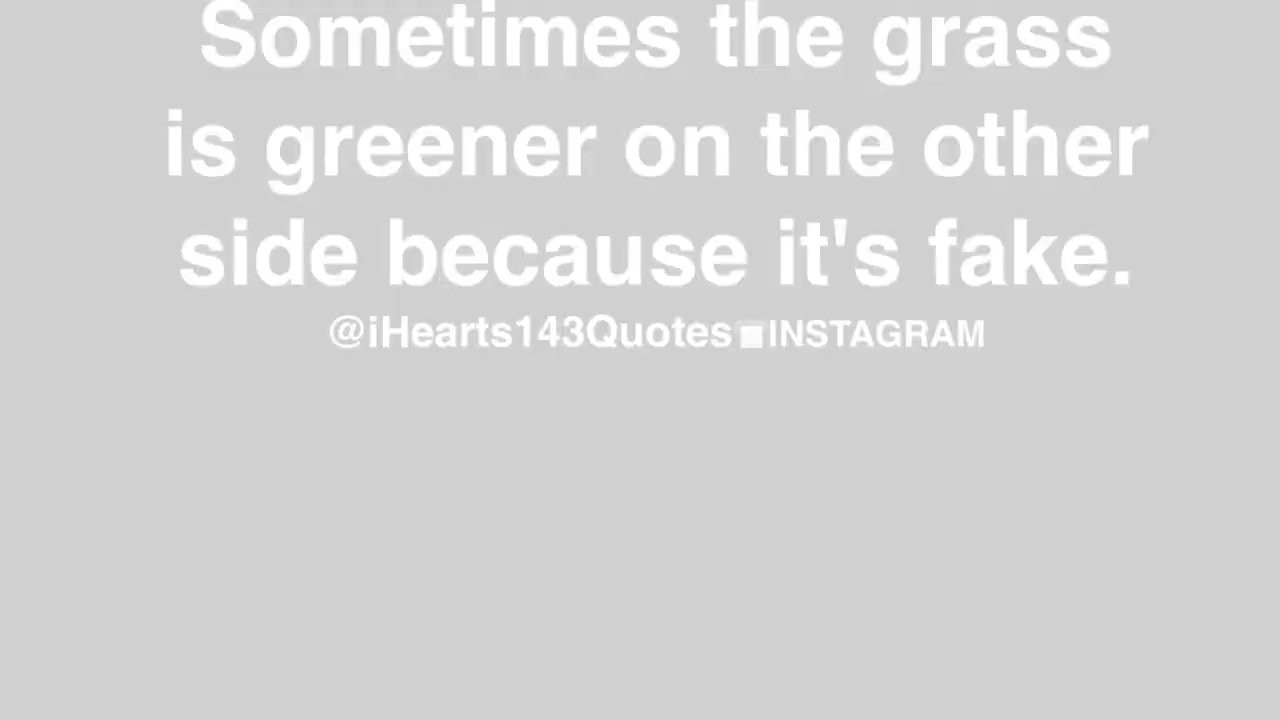 Sometimes the grass
is greener on the other
side because it's fake.
@iHearts143Quotes■INSTAGRAM